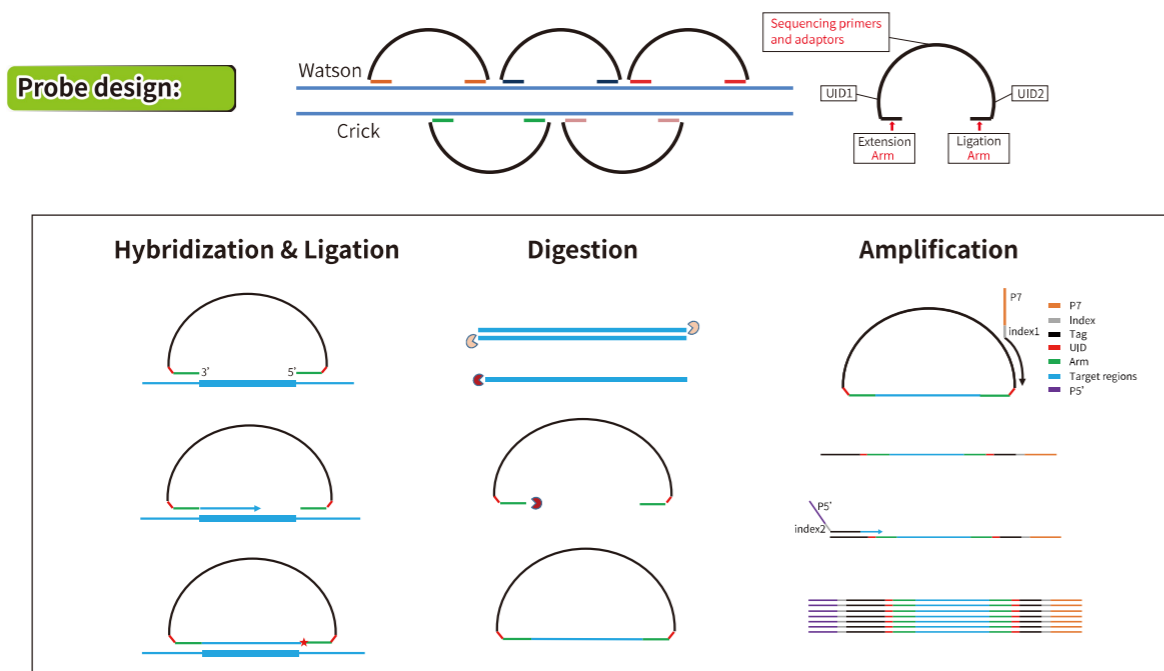 Probe design:
Watson
Crick
Sequencing primers
and adaptors
UID1
UID2
Extension
Arm
Ligation
Arm
Hybridization & Ligation
Digestion
Amplification
3'
5'
P7
index1
P7
Index
Tag
UID
Arm
Target regions
P5'
P5'
index2